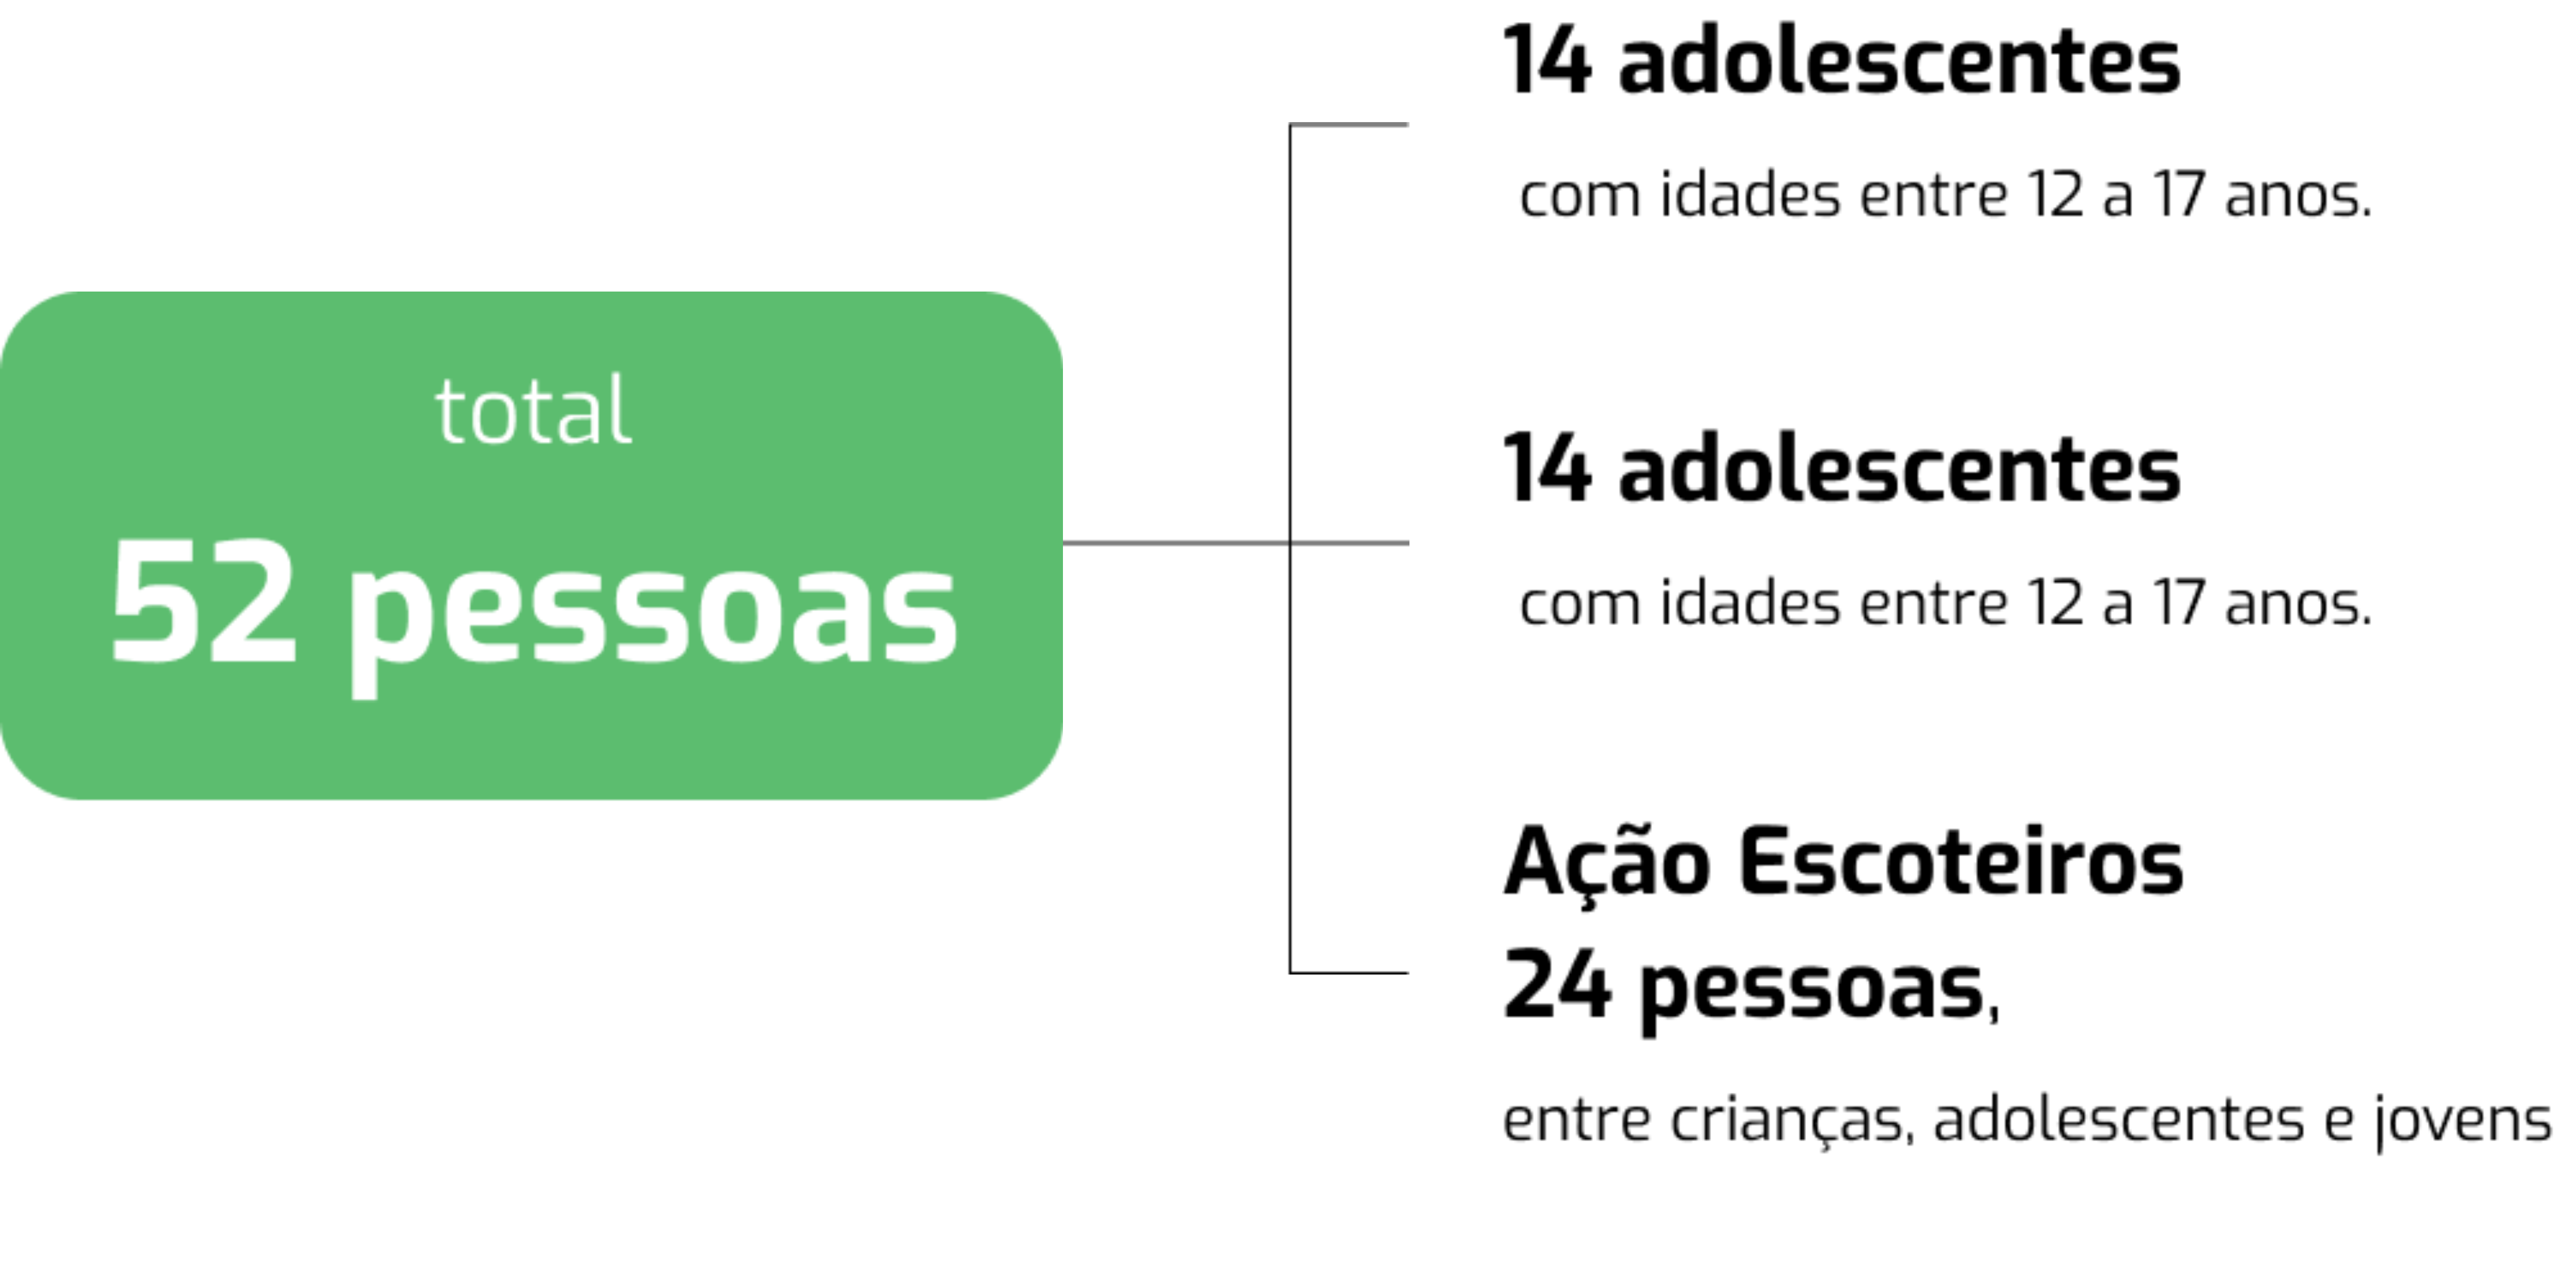 total
52 pessoas
14 adolescentes
com idades entre 12 a 17 anos.
14 adolescentes
com idades entre 12 a 17 anos.
Ação Escoteiros
24 pessoas,
entre crianças, adolescentes e jovens